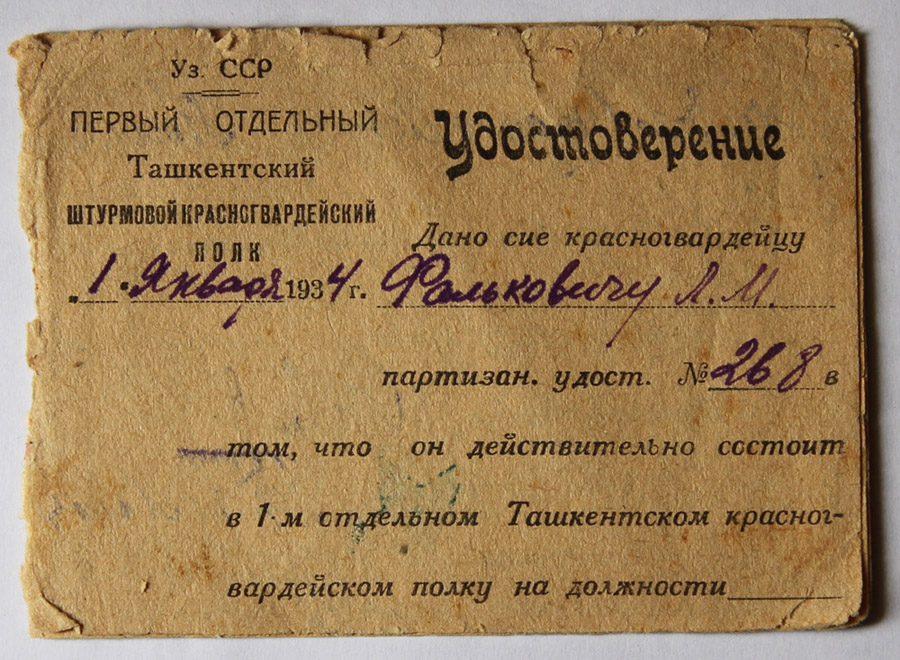 Уз. ССР
ПЕРВЫЙ ОТДЕЛЬНЫЙ
Ташкентский
ШТУРМОВОЙ КРАСНОГВАРДЕЙСКИЙ
ПОЛК
„1" Января 1934 г.
Удостоверение
Дано сие красногвардейцу
Фальковичу Л. М.
партизан. удост. № 268 в
том, что он действительно состоит
в 1-м отдельном Ташкентском красног-
вардейском полку на должности